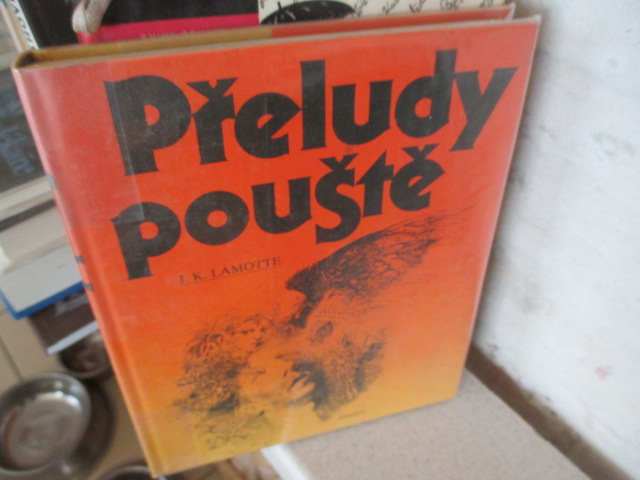 Přeludy
pouště
J. K. LAMOTTE